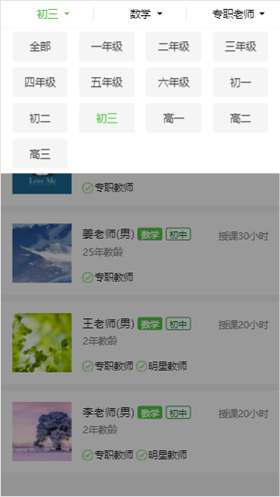 初三 数学 专职老师
全部 一年级 二年级 三年级
四年级 五年级 六年级 初一
初二 初三 高一 高二
高三
Love Me
专职教师
姜老师(男) 数学 初中 授课30小时
25年教龄
专职教师
王老师(男) 数学 初中 授课20小时
2年教龄
专职教师 明星教师
李老师(男) 数学 初中 授课20小时
2年教龄
专职教师 明星教师